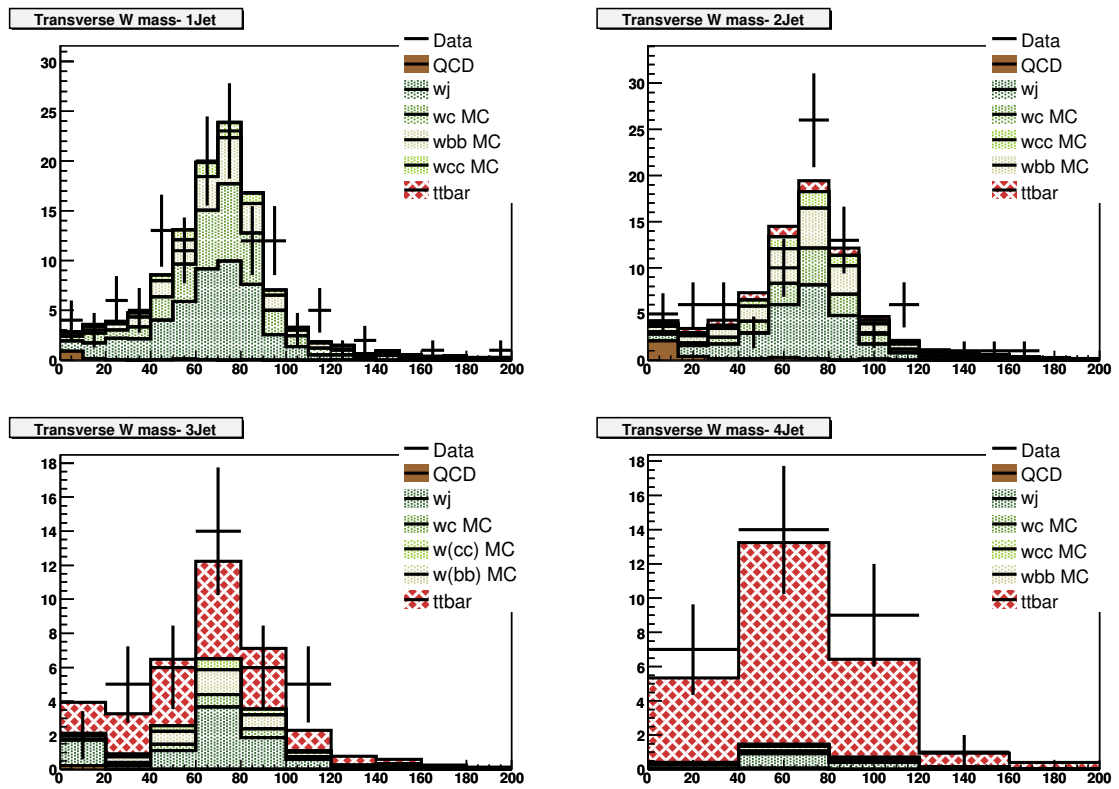 Transverse W mass- 1Jet
Data
QCD
wj
wc MC
wbb MC
wcc MC
ttbar
30
25
20
15
10
5
0
0 20 40 60 80 100 120 140 160 180 200
Transverse W mass- 2Jet
Data
QCD
wj
wc MC
wcc MC
wbb MC
ttbar
30
25
20
15
10
5
0
0 20 40 60 80 100 120 140 160 180 200
Transverse W mass- 3Jet
Data
QCD
wj
wc MC
w(cc) MC
w(bb) MC
ttbar
18
16
14
12
10
8
6
4
2
0
0 20 40 60 80 100 120 140 160 180 200
Transverse W mass- 4Jet
Data
QCD
wj
wc MC
wcc MC
wbb MC
ttbar
18
16
14
12
10
8
6
4
2
0
0 20 40 60 80 100 120 140 160 180 200